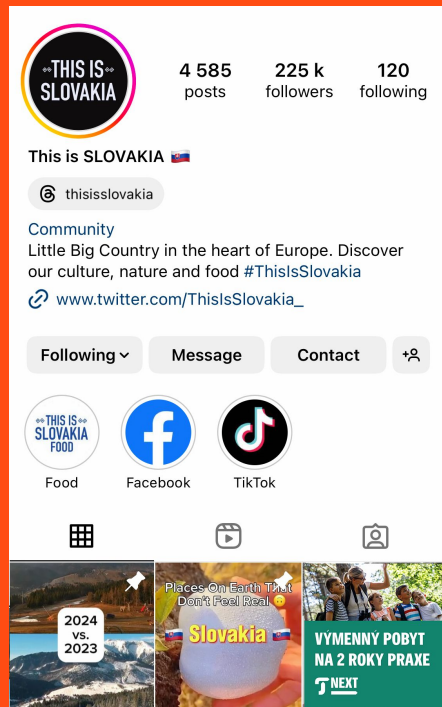 THIS IS
SLOVAKIA
4 585
posts
225 k
followers
120
following
This is SLOVAKIA 🇸🇰
thisisslovakia
Community
Little Big Country in the heart of Europe. Discover
our culture, nature and food #ThisIsSlovakia
www.twitter.com/ThisIsSlovakia_
Following
Message
Contact
THIS IS
SLOVAKIA
FOOD
Food
Facebook
TikTok
2024
vs.
2023
Places On Earth That
Don't Feel Real 🙃
🇸🇰 Slovakia 🇸🇰
VÝMENNÝ POBYT
NA 2 ROKY PRAXE
NEXT